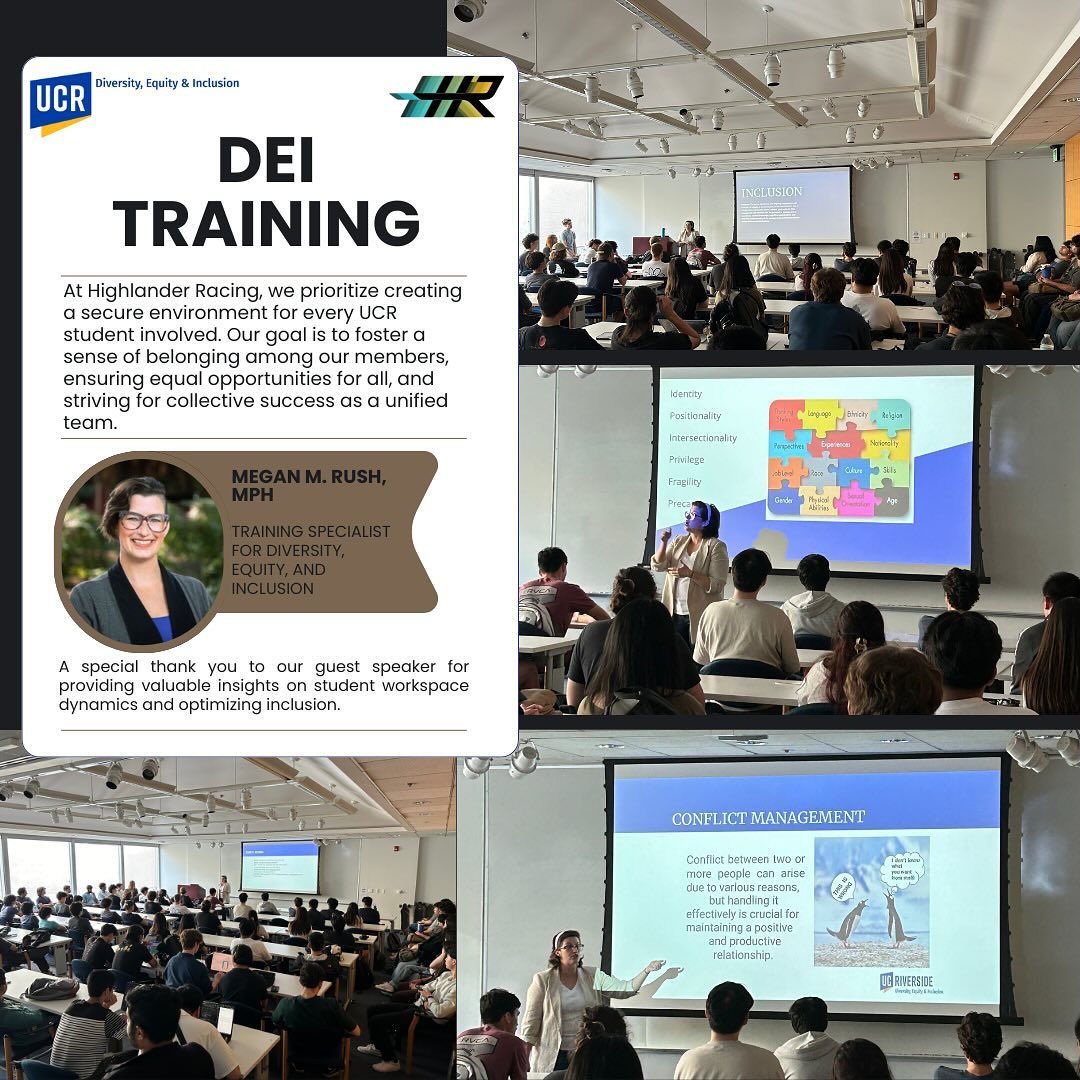 UCR
Diversity, Equity & Inclusion
HR
DEI
TRAINING
At Highlander Racing, we prioritize creating
a secure environment for every UCR
student involved. Our goal is to foster a
sense of belonging among our members,
ensuring equal opportunities for all, and
striving for collective success as a unified
team.
MEGAN M. RUSH,
MPH
TRAINING SPECIALIST
FOR DIVERSITY,
EQUITY, AND
INCLUSION
A special thank you to our guest speaker for
providing valuable insights on student workspace
dynamics and optimizing inclusion.
INCLUSION
Identity
Positionality
Intersectionality
Privilege
Fragility
Thinking
Styles
Language
Ethnicity
Religion
Perspectives
Experiences
Nationality
Job Level
Race
Culture
Skills
Gender
Physical
Abilities
Sexual
Orientation
Age
RVCA
CONFLICT MANAGEMENT
Conflict between two or
more people can arise
due to various reasons,
but handling it
effectively is crucial for
maintaining a positive
and productive
relationship.
THIS IS
WRONG
I don't know
what
you want
from me!!!
UC RIVERSIDE
Diversity, Equity & Inclusion
RVCA